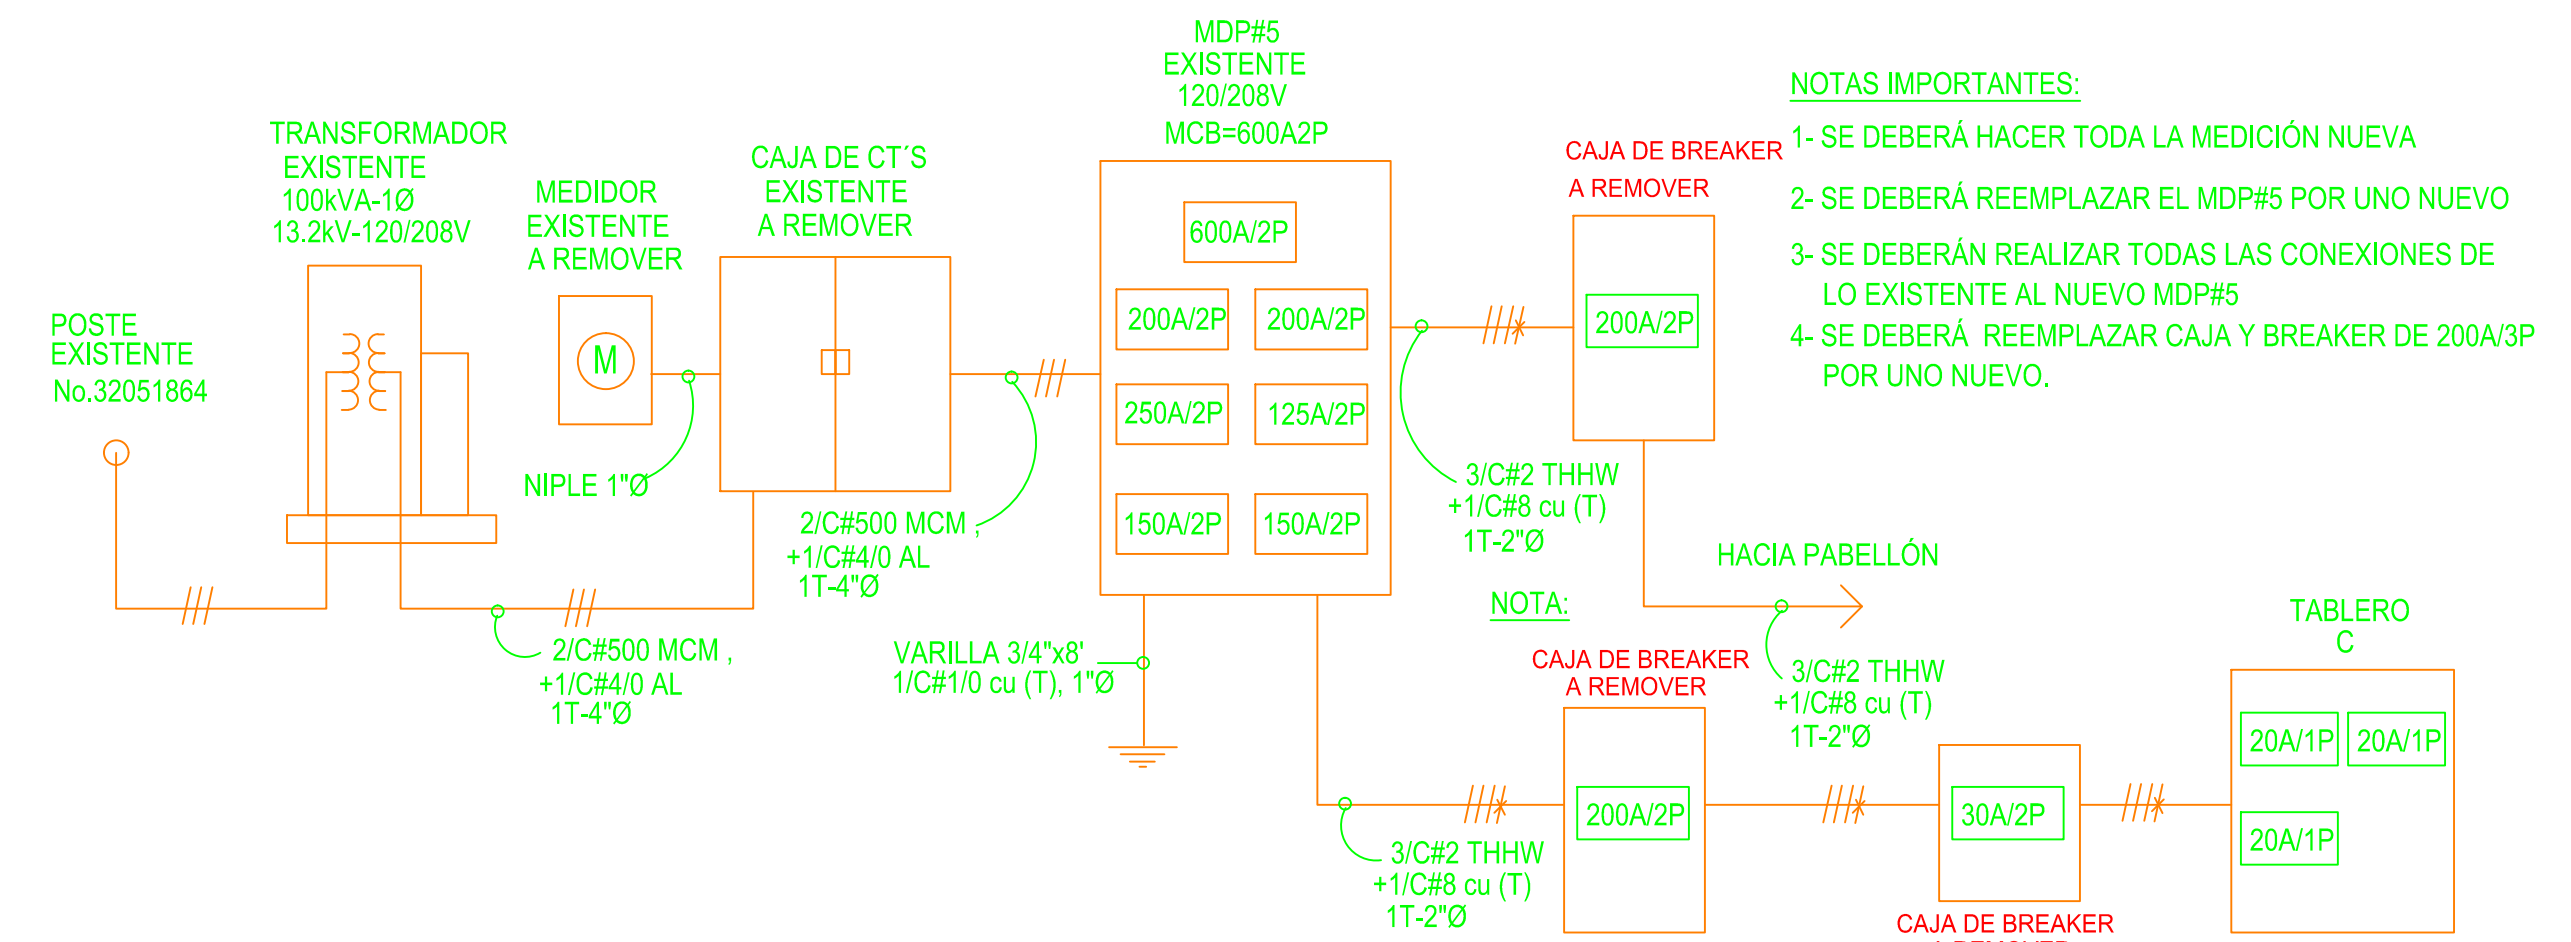 POSTE
EXISTENTE
No.32051864
TRANSFORMADOR
EXISTENTE
100kVA-1Ø
13.2kV-120/208V
MEDIDOR
EXISTENTE
A REMOVER
M
NIPLE 1"Ø
CAJA DE CT´S
EXISTENTE
A REMOVER
2/C#500 MCM ,
+1/C#4/0 AL
1T-4"Ø
2/C#500 MCM ,
+1/C#4/0 AL
1T-4"Ø
MDP#5
EXISTENTE
120/208V
MCB=600A2P
600A/2P
200A/2P 200A/2P
250A/2P 125A/2P
150A/2P 150A/2P
VARILLA 3/4"x8'
1/C#1/0 cu (T), 1"Ø
3/C#2 THHW
+1/C#8 cu (T)
1T-2"Ø
CAJA DE BREAKER
A REMOVER
200A/2P
HACIA PABELLÓN
3/C#2 THHW
+1/C#8 cu (T)
1T-2"Ø
NOTAS IMPORTANTES:
1- SE DEBERÁ HACER TODA LA MEDICIÓN NUEVA
2- SE DEBERÁ REEMPLAZAR EL MDP#5 POR UNO NUEVO
3- SE DEBERÁN REALIZAR TODAS LAS CONEXIONES DE
LO EXISTENTE AL NUEVO MDP#5
4- SE DEBERÁ REEMPLAZAR CAJA Y BREAKER DE 200A/3P
POR UNO NUEVO.
NOTA:
CAJA DE BREAKER
A REMOVER
200A/2P
3/C#2 THHW
+1/C#8 cu (T)
1T-2"Ø
30A/2P
CAJA DE BREAKER
A REMOVER
TABLERO
C
20A/1P 20A/1P
20A/1P